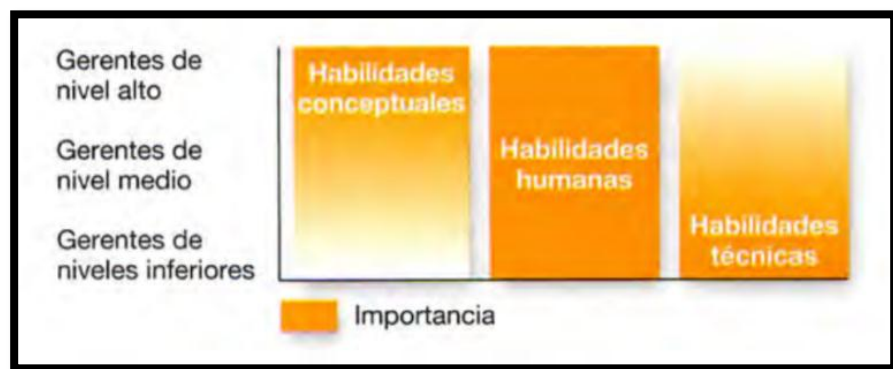 Gerentes de
nivel alto
Gerentes de
nivel medio
Gerentes de
niveles inferiores
Habilidades
conceptuales
Habilidades
humanas
Habilidades
técnicas
Importancia